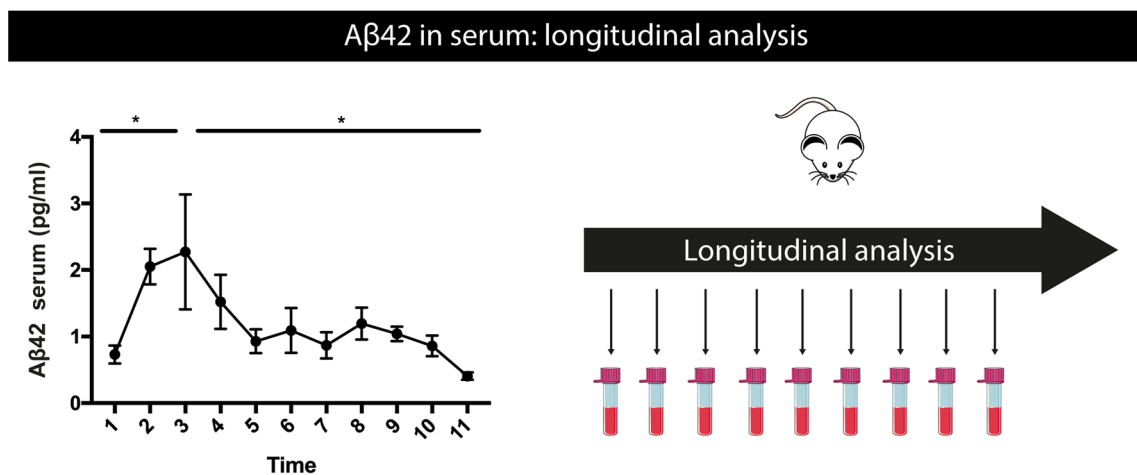 Aβ42 in serum: longitudinal analysis
* *
4
3
2
1
0
Aβ42 serum (pg/ml)
1 2 3 4 5 6 7 8 9 10 11
Time
Longitudinal analysis